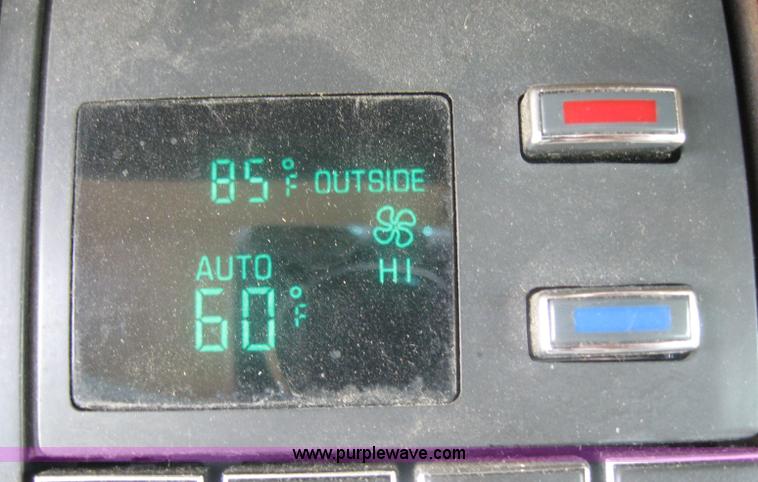 85°F OUTSIDE
AUTO HI
60°F
www.purplewave.com